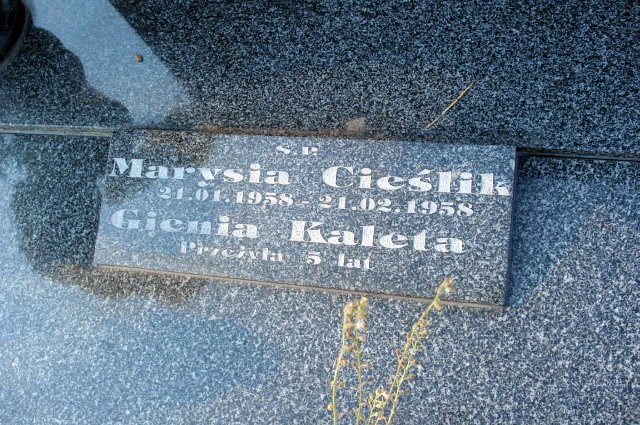 Ś.P.
Marysia Cieślik
21.01.1958 - 21.02.1958
Gienia Kaleta
Przeżyła 5 lat